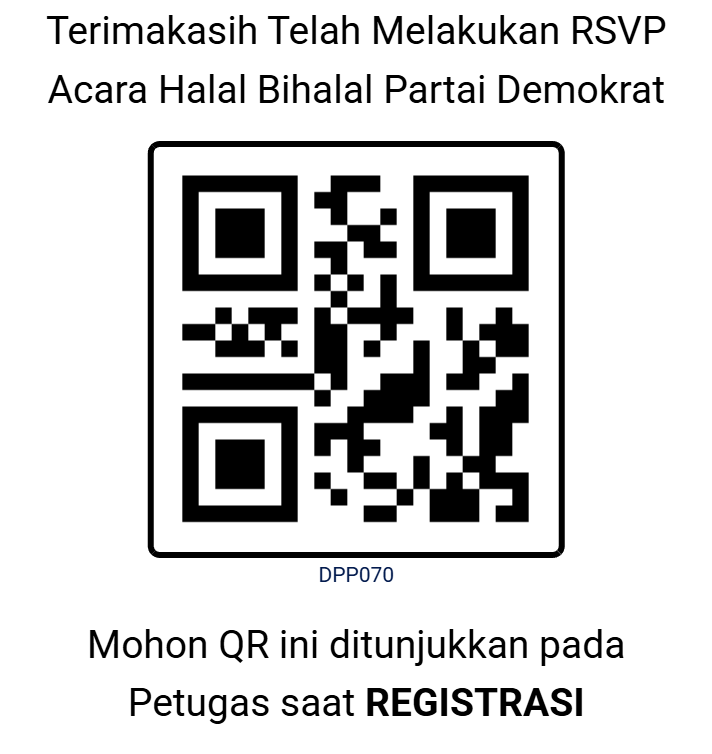 Terimakasih Telah Melakukan RSVP
Acara Halal Bihalal Partai Demokrat
DPP070
Mohon QR ini ditunjukkan pada
Petugas saat REGISTRASI